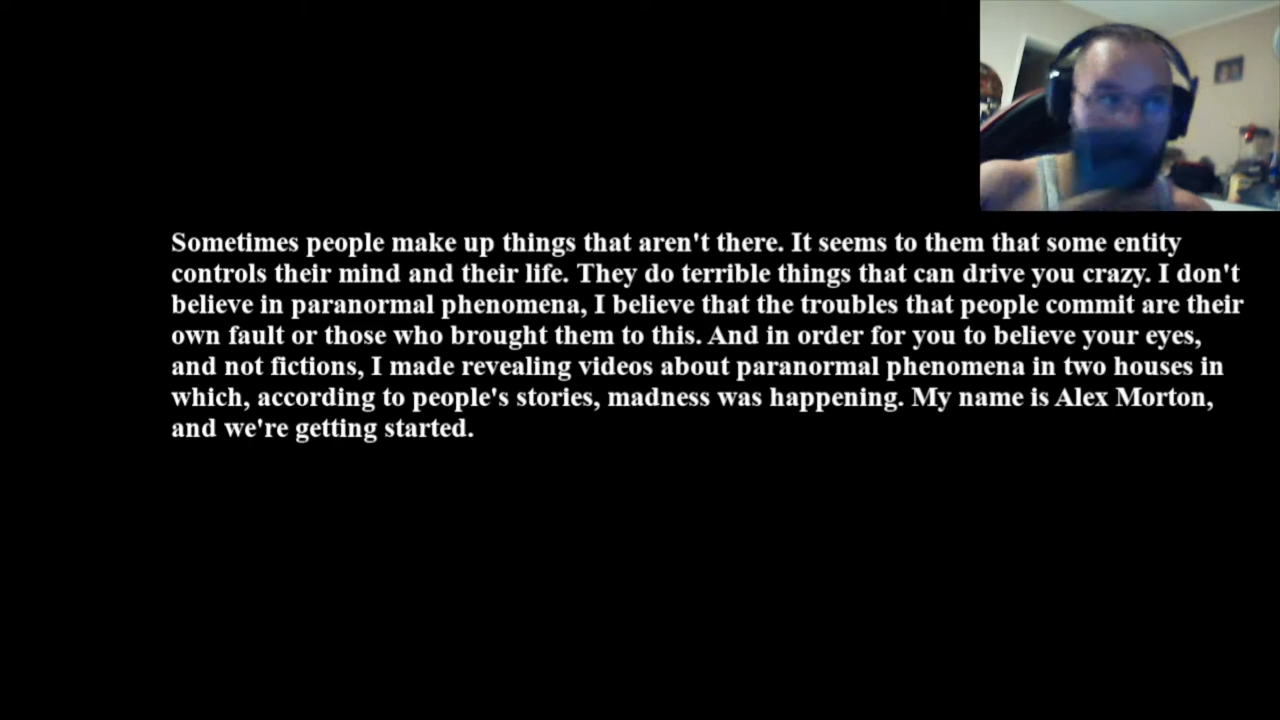 Sometimes people make up things that aren't there. It seems to them that some entity
controls their mind and their life. They do terrible things that can drive you crazy. I don't
believe in paranormal phenomena, I believe that the troubles that people commit are their
own fault or those who brought them to this. And in order for you to believe your eyes,
and not fictions, I made revealing videos about paranormal phenomena in two houses in
which, according to people's stories, madness was happening. My name is Alex Morton,
and we're getting started.